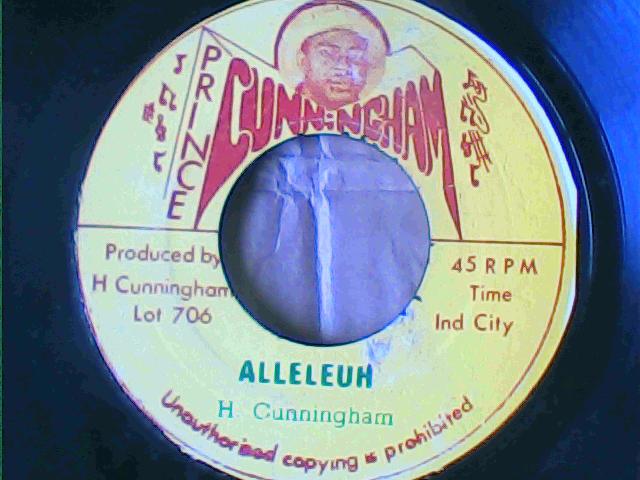 PRINCE
CUNNINGHAM
Produced by
H Cunningham
Lot 706
45 RPM
Time
Ind City
ALLELEUH
H. Cunningham
Unauthorised copying is prohibited